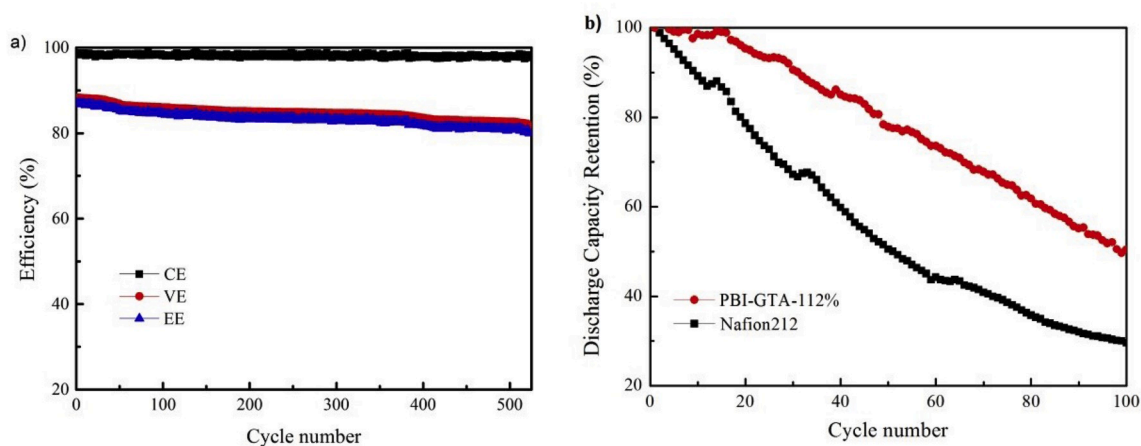 a)
100
80
60
40
20
Efficiency (%)
CE
VE
EE
0 100 200 300 400 500
Cycle number
b)
100
80
60
40
20
Discharge Capacity Retention (%)
PBI-GTA-112%
Nafion212
0 20 40 60 80 100
Cycle number